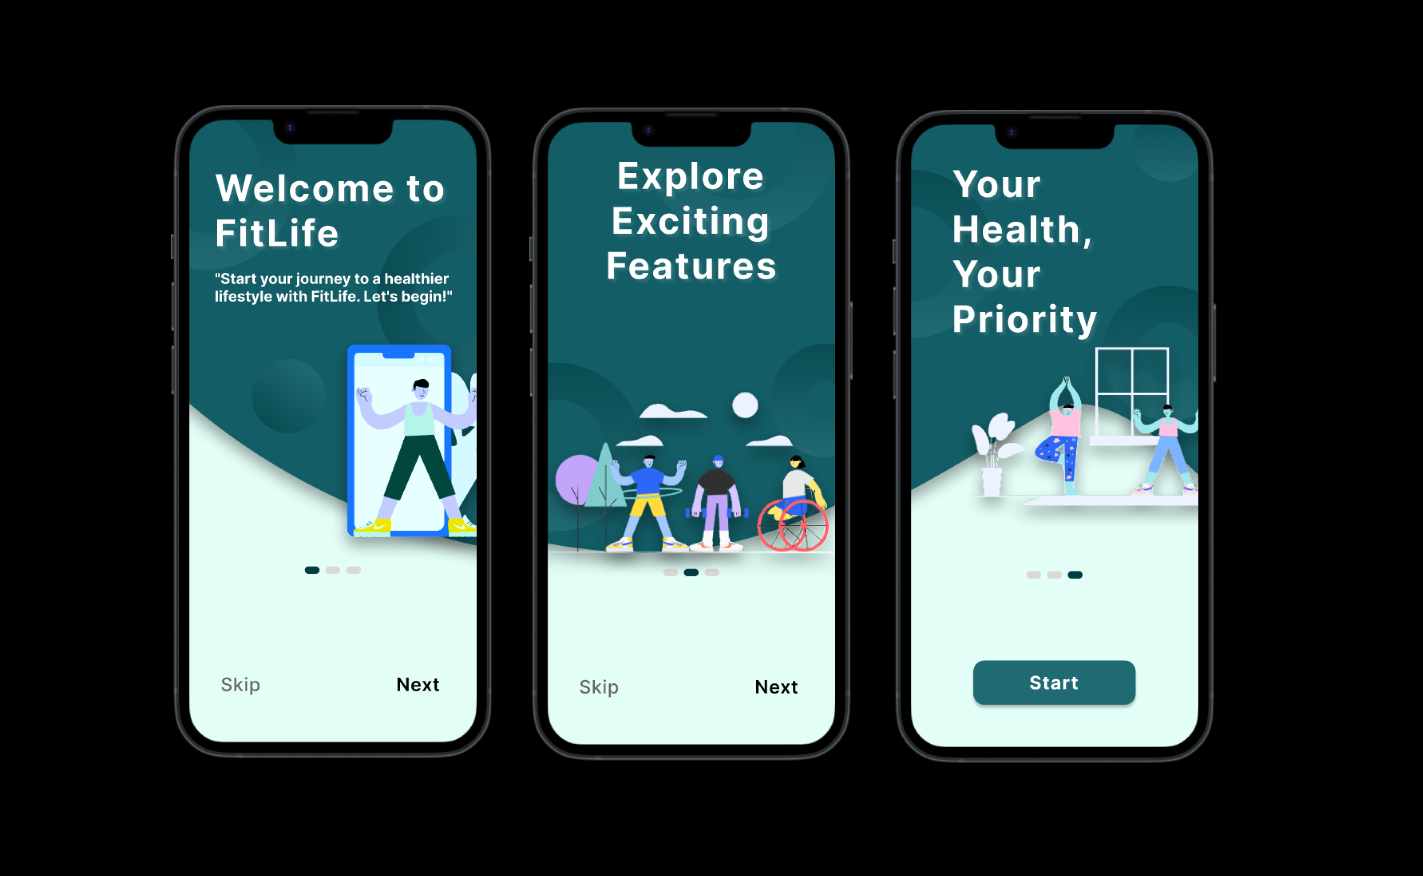 Welcome to
FitLife
"Start your journey to a healthier
lifestyle with FitLife. Let's begin!"
Skip
Next
Explore
Exciting
Features
Skip
Next
Your
Health,
Your
Priority
Start